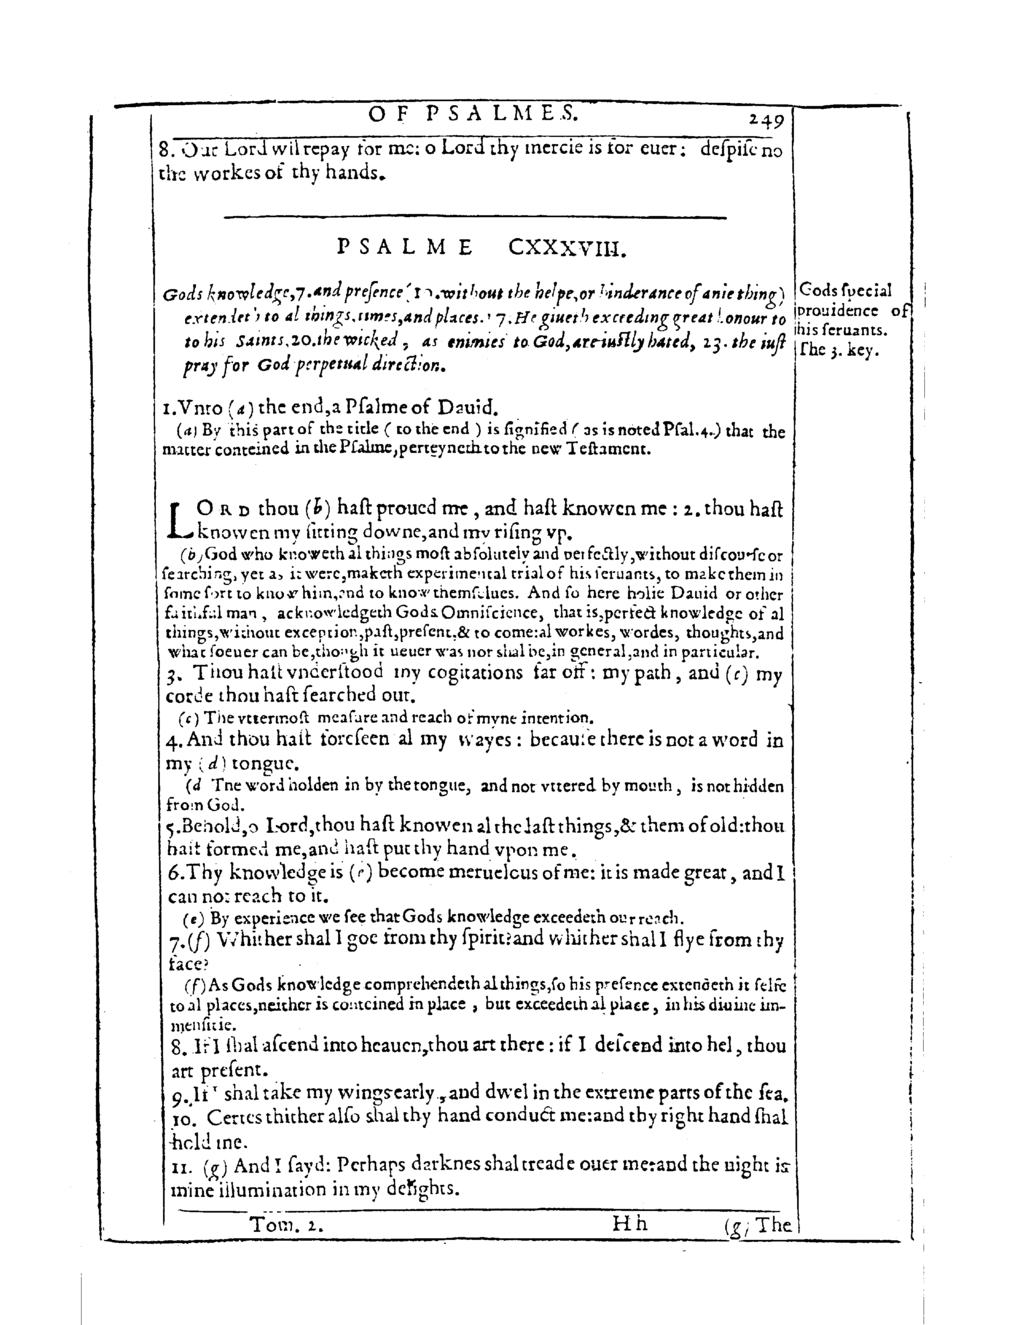 OF PSALMES.
249
8. Our Lord wil repay for me: o Lord thy mercie is for euer: deſpiſe no
the workes of thy hands.
PSALME CXXXVIII.
Gods knowledge,7.and preſence (12.without the helpe,or hinderance of anie thing)
extendeth to al things,times,and places. 17.He giueth exceeding great honour to
to his Saints.20.the wicked, as enimies to God,are iuſtly hated, 23. the iuſt
pray for God perpetual direction.
Gods ſpecial
prouidence of
his ſeruants.
The 3. key.
1.Vnto (a) the end,a Pſalme of Dauid.
(a) By this part of the title ( to the end ) is ſignified ( as is noted Pſal.4.) that the
matter conteined in the Pſalme,perteyneth to the new Teſtament.
LORD thou (b) haſt proued me , and haſt knowen me : 2. thou haſt
knowen my ſitting downe,and my riſing vp.
(b)God who knoweth al things moſt abſolutely and perfectly,without diſcourſe or
ſearching, yet as it were,maketh experimental trial of his ſeruants, to make them in
ſome ſort to know him,and to know themſelues. And ſo here holie Dauid or other
faithful man , acknowledgeth Gods Omniſcience, that is,perfect knowledge of al
things,without exception,paſt,preſent,& to come:al workes, wordes, thoughts,and
what ſoeuer can be,though it neuer was nor shal be,in general,and in particular.
3. Thou haſt vnderſtood my cogitations far off: my path , and (c) my
corde thou haſt ſearched out.
(c) The vttermoſt meaſure and reach of myne intention.
4. And thou haſt foreſeen al my wayes : becauſe there is not a word in
my (d) tongue.
(d The word holden in by the tongue, and not vttered by mouth , is not hidden
from God.
5.Behold,o Lord,thou haſt knowen al the laſt things,& them of old:thou
haſt formed me,and haſt put thy hand vpon me.
6.Thy knowledge is (e) become meruelous of me: it is made great , and I
can not reach to it.
(e) By experience we ſee that Gods knowledge exceedeth our reach.
7.(f) Whither shal I goe from thy ſpirit?and whither shal I flye from thy
face?
(f)As Gods knowledge comprehendeth al things,ſo his preſence extendeth it ſelfe
to al places,neither is conteined in place , but exceedeth al place , in his diuine im-
menſitie.
8. If I ſhal aſcend into heauen,thou art there : if I deſcend into hel , thou
art preſent.
9. If I shal take my wings early , and dwel in the extreme parts of the ſea.
10. Certes thither alſo shal thy hand conduct me:and thy right hand ſhal
hold me.
11. (g) And I ſayd: Perhaps darknes shal treade ouer me:and the night is
mine illumination in my delights.
Tom. 2.
Hh
(g) The